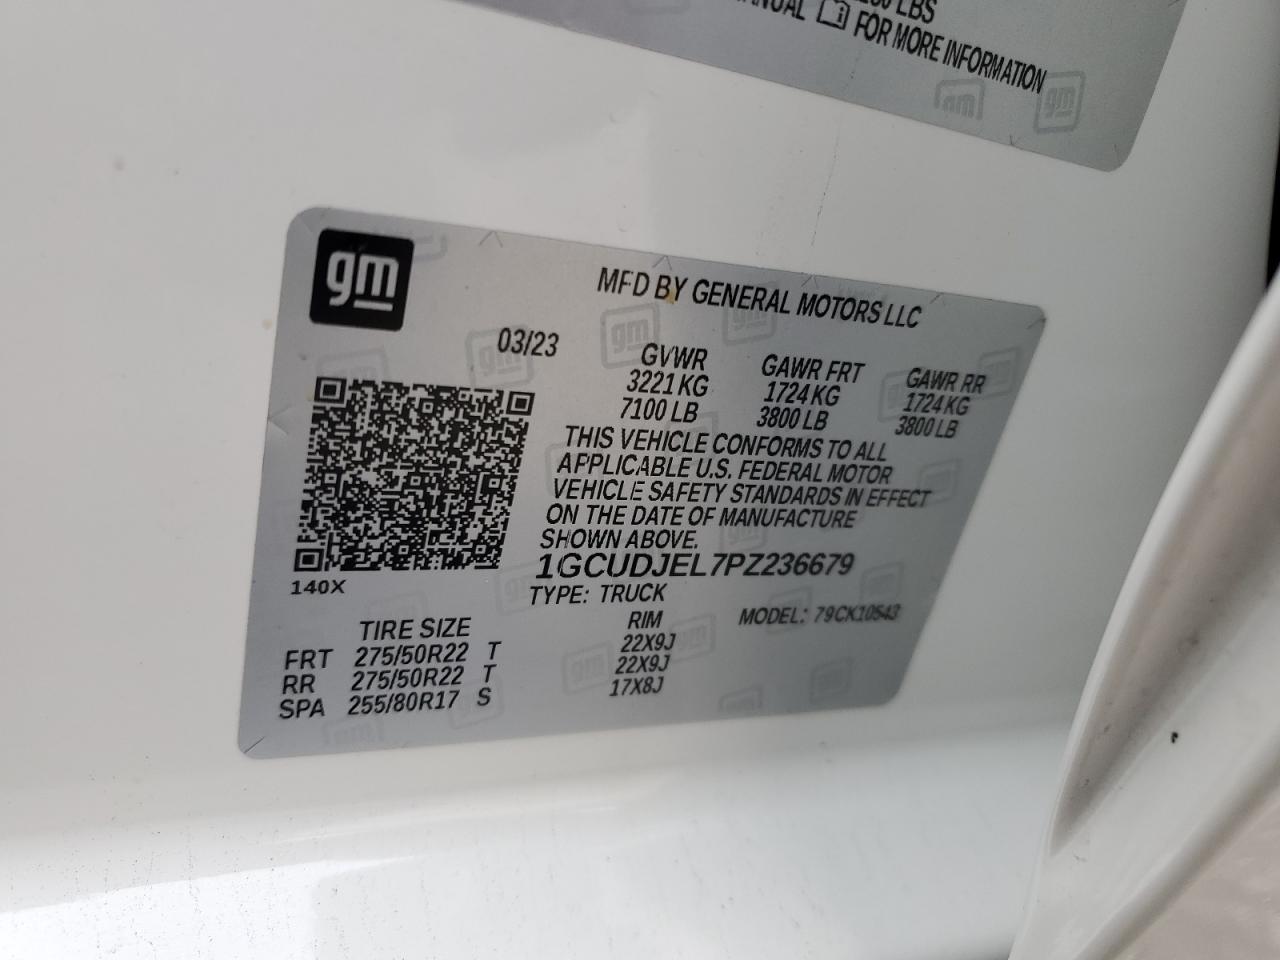 LBS
FOR MORE INFORMATION
gm
MFD BY GENERAL MOTORS LLC
03/23
GVWR GAWR FRT GAWR RR
3221 KG 1724 KG 1724 KG
7100 LB 3800 LB 3800 LB
THIS VEHICLE CONFORMS TO ALL
APPLICABLE U.S. FEDERAL MOTOR
VEHICLE SAFETY STANDARDS IN EFFECT
ON THE DATE OF MANUFACTURE
SHOWN ABOVE.
1GCUDJEL7PZ236679
140X
TYPE: TRUCK
MODEL: 79CK10543
TIRE SIZE RIM
FRT 275/50R22 T 22X9J
RR 275/50R22 T 22X9J
SPA 255/80R17 S 17X8J